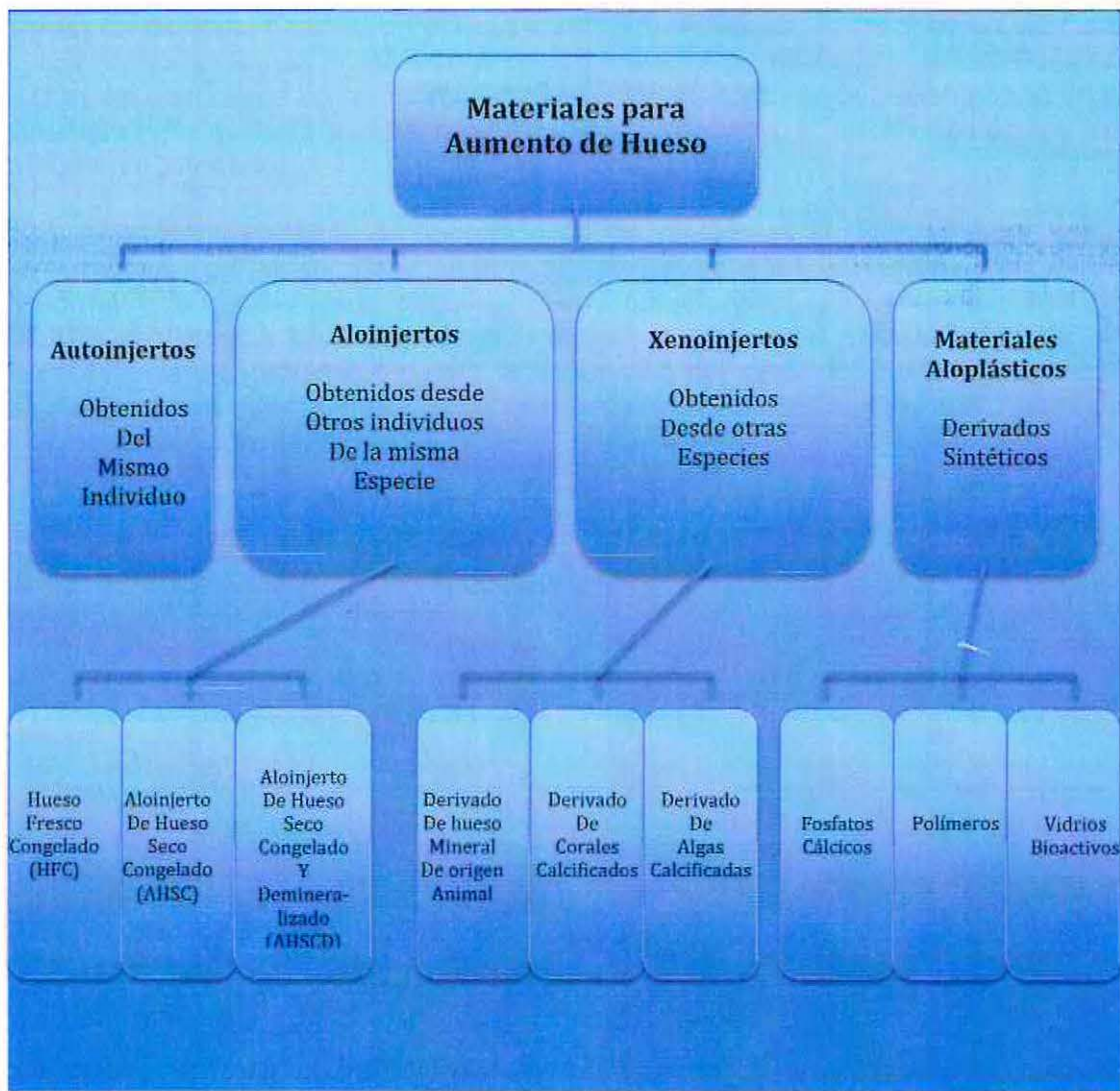 Materiales para
Aumento de Hueso
Autoinjertos
Obtenidos
Del
Mismo
Individuo
Aloinjertos
Obtenidos desde
Otros individuos
De la misma
Especie
Xenoinjertos
Obtenidos
Desde otras
Especies
Materiales
Aloplásticos
Derivados
Sintéticos
Hueso
Fresco
Congelado
(HFC)
Aloinjerto
De Hueso
Seco
Congelado
(AHSC)
Aloinjerto
De Hueso
Seco
Congelado
Y
Deminera-
lizado
(AHSCD)
Derivado
De hueso
Mineral
De origen
Animal
Derivado
De
Corales
Calcificados
Derivado
De
Algas
Calcificadas
Fosfatos
Cálcicos
Polímeros
Vidrios
Bioactivos